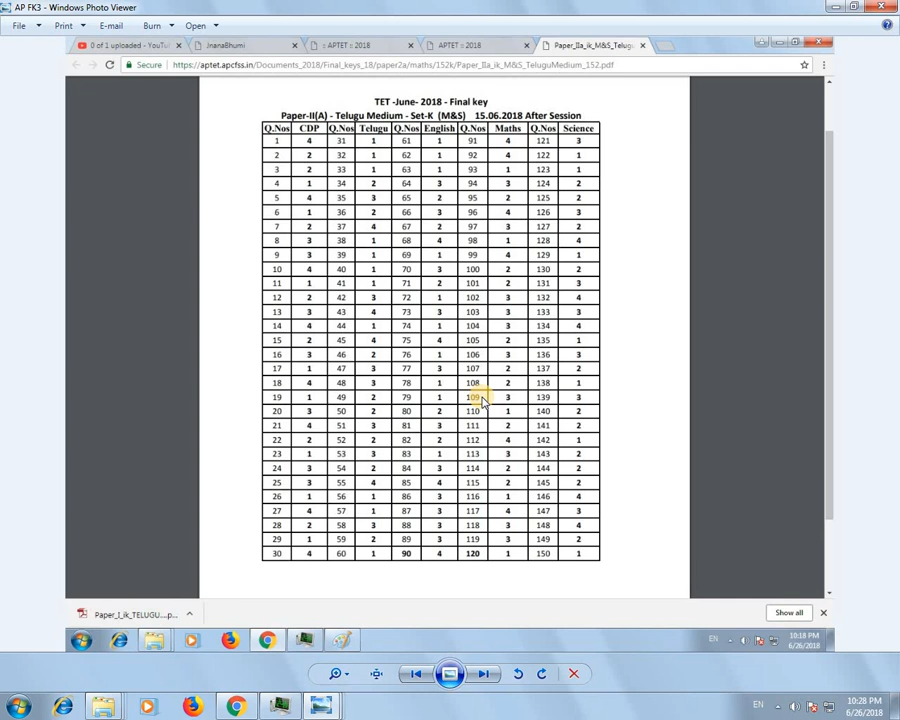 AP FK3 - Windows Photo Viewer
File Print E-mail Burn Open
0 of 1 uploaded - YouTu JnanaBhumi :: APTET :: 2018 APTET :: 2018 Paper_IIa_ik_M&S_Telugu
Secure https://aptet.apcfss.in/Documents_2018/Final_keys_18/paper2a/maths/152k/Paper_IIa_ik_M&S_TeluguMedium_152.pdf
TET -June- 2018 - Final key
Paper-II(A) - Telugu Medium - Set-K (M&S) 15.06.2018 After Session
Q.Nos CDP Q.Nos Telugu Q.Nos English Q.Nos Maths Q.Nos Science
1 4 31 1 61 1 91 4 121 3
2 2 32 1 62 1 92 4 122 1
3 2 33 1 63 1 93 1 123 1
4 1 34 2 64 3 94 3 124 2
5 4 35 3 65 2 95 2 125 2
6 1 36 2 66 3 96 4 126 3
7 2 37 4 67 2 97 3 127 2
8 3 38 1 68 4 98 1 128 4
9 3 39 1 69 1 99 4 129 1
10 4 40 1 70 3 100 2 130 2
11 1 41 1 71 2 101 2 131 3
12 2 42 3 72 1 102 3 132 4
13 3 43 4 73 3 103 3 133 3
14 4 44 1 74 1 104 3 134 4
15 2 45 4 75 4 105 2 135 1
16 3 46 2 76 1 106 3 136 3
17 1 47 3 77 3 107 2 137 2
18 4 48 3 78 1 108 2 138 1
19 1 49 2 79 1 109 3 139 3
20 3 50 2 80 2 110 1 140 2
21 4 51 3 81 3 111 2 141 2
22 2 52 2 82 2 112 4 142 1
23 1 53 3 83 1 113 3 143 2
24 3 54 2 84 3 114 2 144 2
25 3 55 4 85 4 115 2 145 2
26 1 56 1 86 3 116 1 146 4
27 4 57 1 87 3 117 4 147 3
28 2 58 3 88 3 118 3 148 4
29 1 59 2 89 3 119 3 149 2
30 4 60 1 90 4 120 1 150 1
Paper_I_ik_TELUGU....p... Show all
EN 10:18 PM
6/26/2018
EN 10:28 PM
6/26/2018